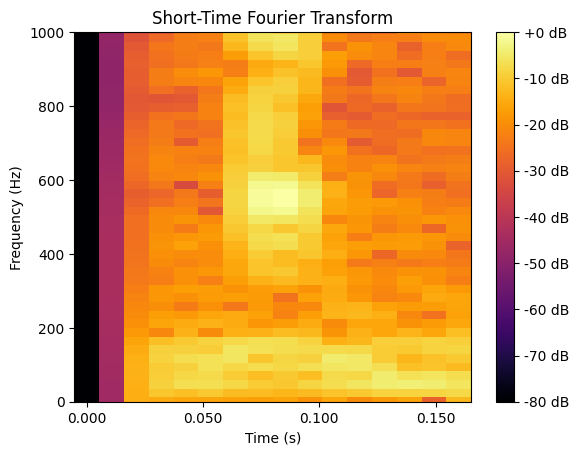 Short-Time Fourier Transform
1000
800
600
400
200
0
Frequency (Hz)
0.000
0.050
0.100
0.150
Time (s)
+0 dB
-10 dB
-20 dB
-30 dB
-40 dB
-50 dB
-60 dB
-70 dB
-80 dB